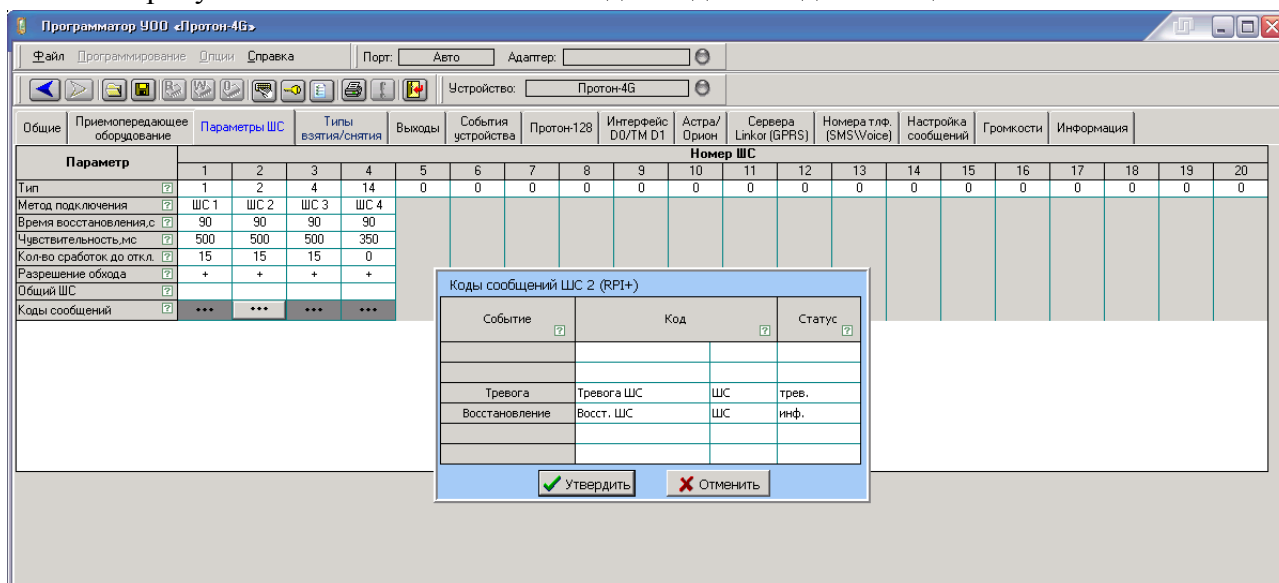 Программатор УОО «Протон-4G»
Файл Программирование Опции Справка Порт: Авто Адаптер:
Устройство: Протон-4G
Общие Приемопередающее оборудование Параметры ШС Типы взятия/снятия Выходы События устройства Протон-128 Интерфейс D0/TM D1 Астра/Орион Сервера Linkor (GPRS) Номера тлф. (SMS\Voice) Настройка сообщений Громкости Информация
Параметр Номер ШС
1 2 3 4 5 6 7 8 9 10 11 12 13 14 15 16 17 18 19 20
Тип ? 1 2 4 14 0 0 0 0 0 0 0 0 0 0 0 0 0 0 0 0
Метод подключения ? ШС 1 ШС 2 ШС 3 ШС 4
Время восстановления,с ? 90 90 90 90
Чувствительность,мс ? 500 500 500 350
Кол-во сработок до откл. ? 15 15 15 0
Разрешение обхода ? + + + +
Общий ШС ?
Коды сообщений ? ••• ••• ••• •••
Коды сообщений ШС 2 (RPI+)
Событие ? Код ? Статус ?
Тревога Тревога ШС ШС трев.
Восстановление Восст. ШС ШС инф.
Утвердить Отменить